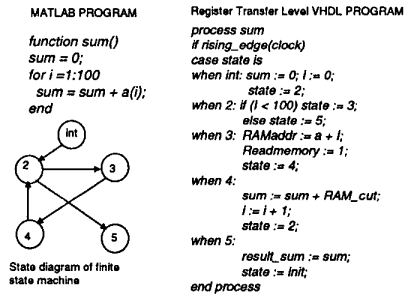 MATLAB PROGRAM
function sum()
sum = 0;
for i =1:100
sum = sum + a(i);
end
int
2
3
4
5
State diagram of finite
state machine
Register Transfer Level VHDL PROGRAM
process sum
if rising_edge(clock)
case state is
when int: sum := 0; i := 0;
state := 2;
when 2: if (i < 100) state := 3;
else state := 5;
when 3: RAMaddr := a + i;
Readmemory := 1;
state := 4;
when 4:
sum := sum + RAM_cut;
i := i + 1;
state := 2;
when 5:
result_sum := sum;
state := init;
end process